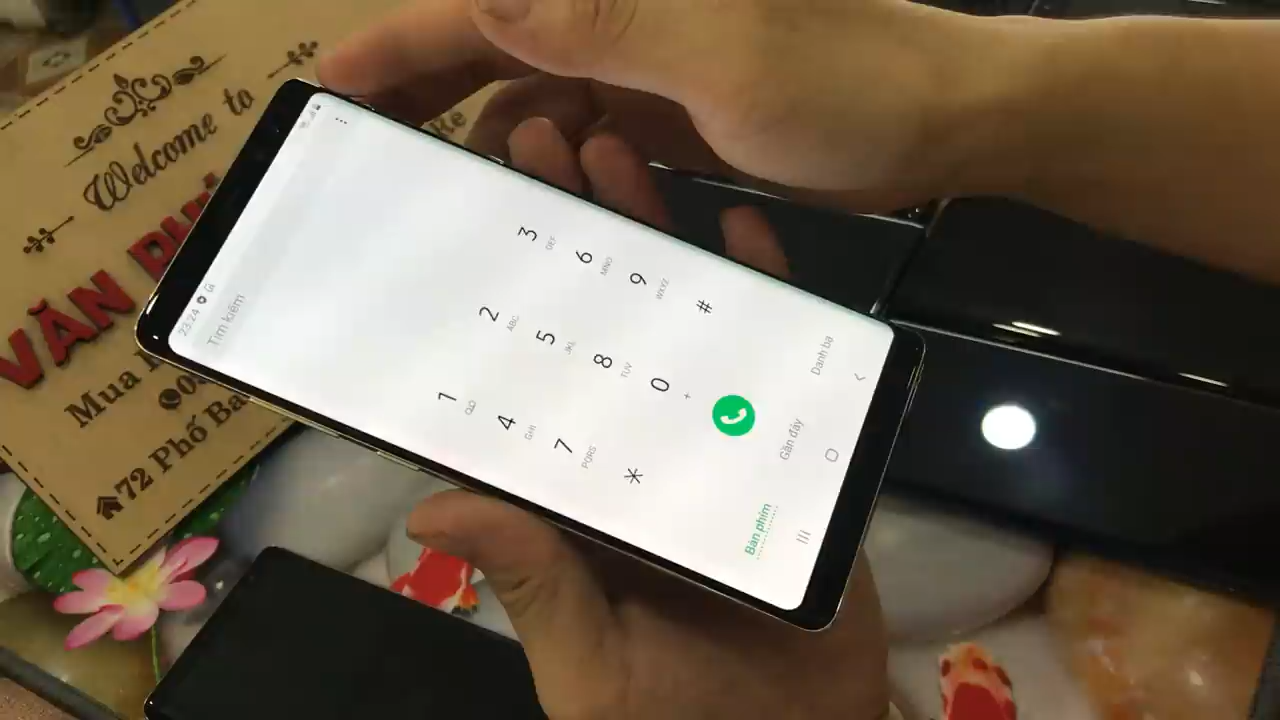 Welcome to
VĂN
Mua
72 Phố Ba
23:24
Tìm kiếm
1
2 ABC
3 DEF
4 GHI
5 JKL
6 MNO
7 PQRS
8 TUV
9 WXYZ
*
0 +
#
Bàn phím
Gần đây
Danh bạ